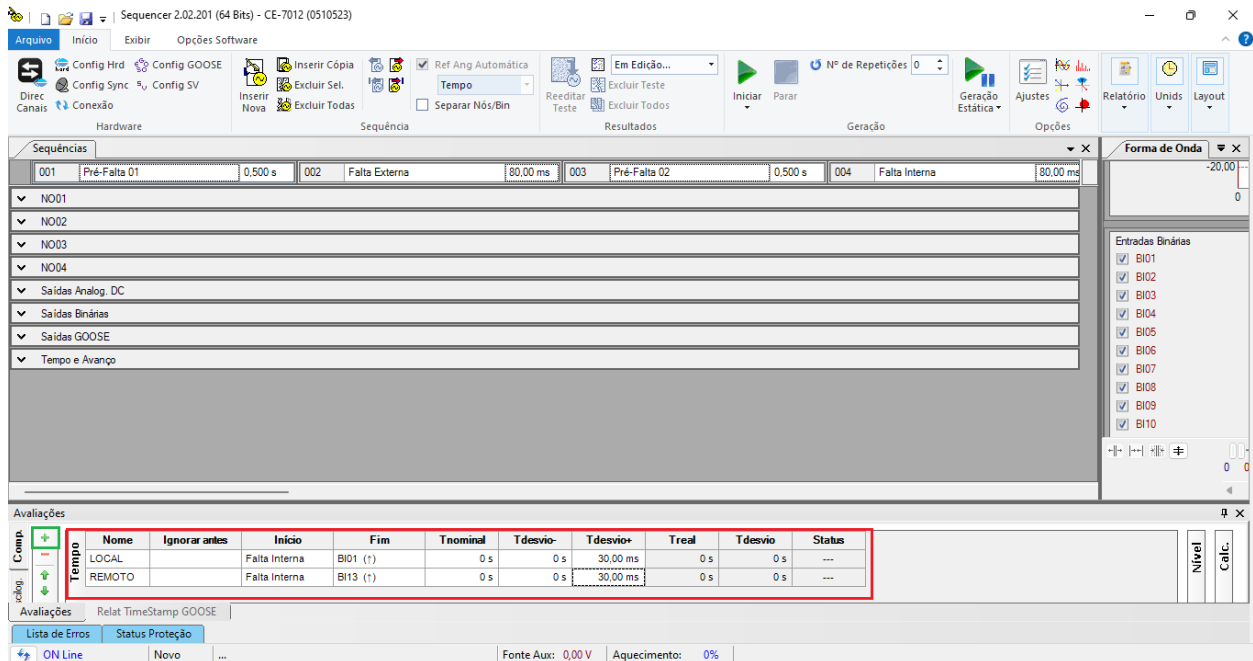 Sequencer 2.02.201 (64 Bits) - CE-7012 (0510523)
Arquivo Início Exibir Opções Software
Direc Canais
Config Hrd Config GOOSE
Config Sync Config SV
Conexão
Hardware
Inserir Nova
Inserir Cópia
Excluir Sel.
Excluir Todas
Ref Ang Automática
Tempo
Separar Nós/Bin
Sequência
Reeditar Teste
Em Edição...
Excluir Teste
Excluir Todos
Resultados
Iniciar Parar
Nº de Repetições 0
Geração Estática
Geração
Ajustes
Opções
Relatório Unids Layout
Sequências
001 Pré-Falta 01 0,500 s 002 Falta Externa 80,00 ms 003 Pré-Falta 02 0,500 s 004 Falta Interna 80,00 ms
NO01
NO02
NO03
NO04
Saídas Analog. DC
Saídas Binárias
Saídas GOOSE
Tempo e Avanço
Forma de Onda
-20,00
0
Entradas Binárias
BI01
BI02
BI03
BI04
BI05
BI06
BI07
BI08
BI09
BI10
0 0
Avaliações
Comp.
Tempo
Nome Ignorar antes Início Fim Tnominal Tdesvio- Tdesvio+ Treal Tdesvio Status
LOCAL Falta Interna BI01 (↑) 0 s 0 s 30,00 ms 0 s 0 s ---
REMOTO Falta Interna BI13 (↑) 0 s 0 s 30,00 ms 0 s 0 s ---
Nível
Calc.
Avaliações Relat TimeStamp GOOSE
Lista de Erros Status Proteção
ON Line Novo ... Fonte Aux: 0,00 V Aquecimento: 0%